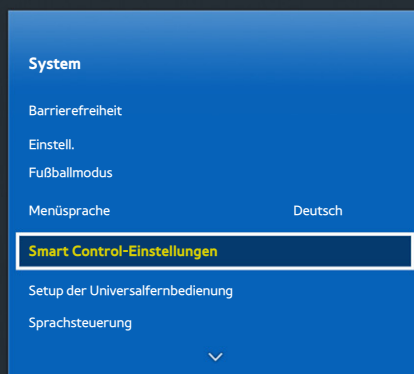 System
Barrierefreiheit
Einstell.
Fußballmodus
Menüsprache Deutsch
Smart Control-Einstellungen
Setup der Universalfernbedienung
Sprachsteuerung